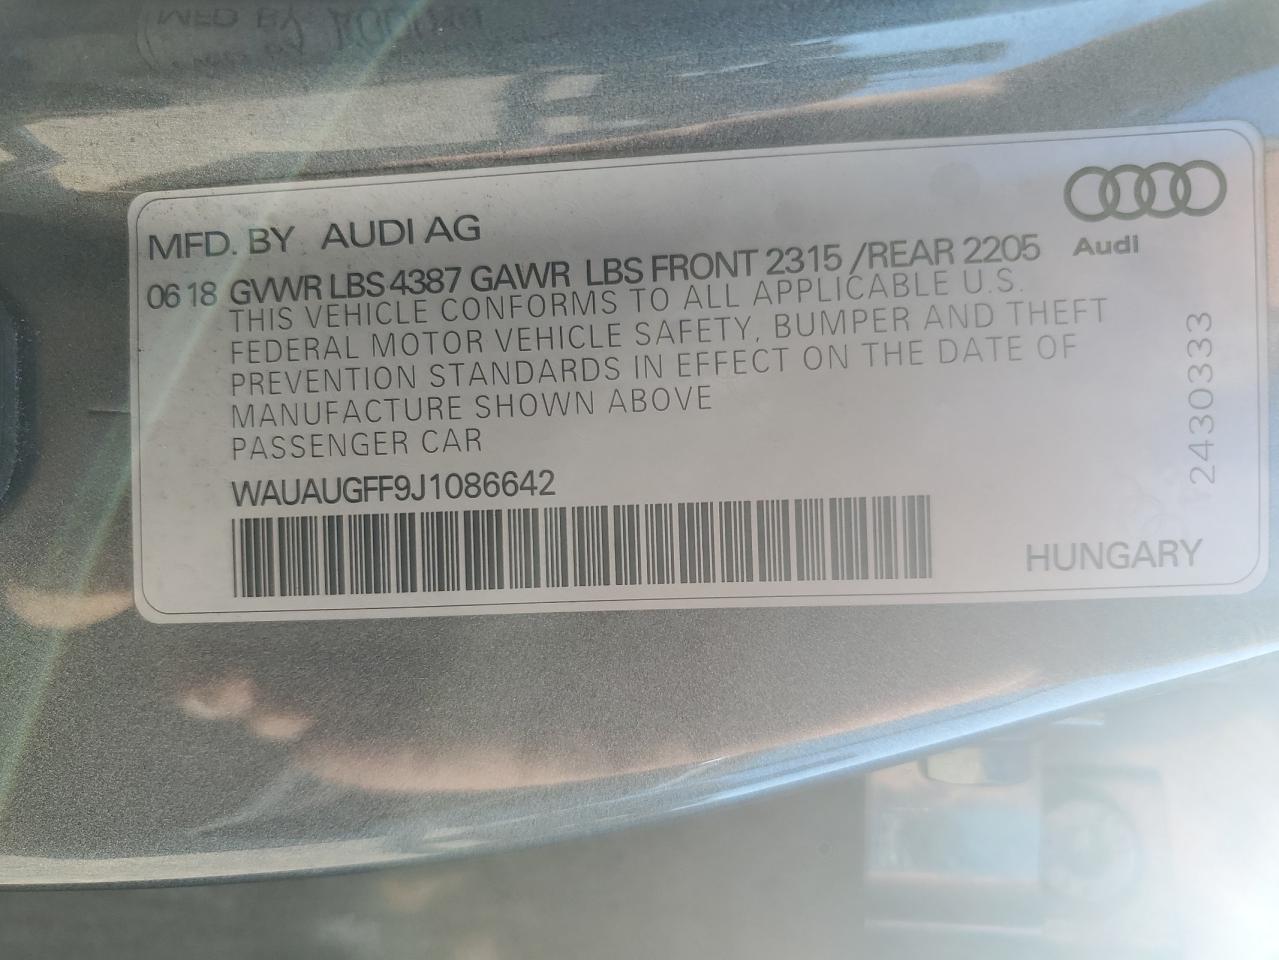 MFD. BY AUDI AG
Audi
06 18 GVWR LBS 4387 GAWR LBS FRONT 2315 /REAR 2205
THIS VEHICLE CONFORMS TO ALL APPLICABLE U.S.
FEDERAL MOTOR VEHICLE SAFETY, BUMPER AND THEFT
PREVENTION STANDARDS IN EFFECT ON THE DATE OF
MANUFACTURE SHOWN ABOVE
PASSENGER CAR
WAUAUGFF9J1086642
2430333
HUNGARY